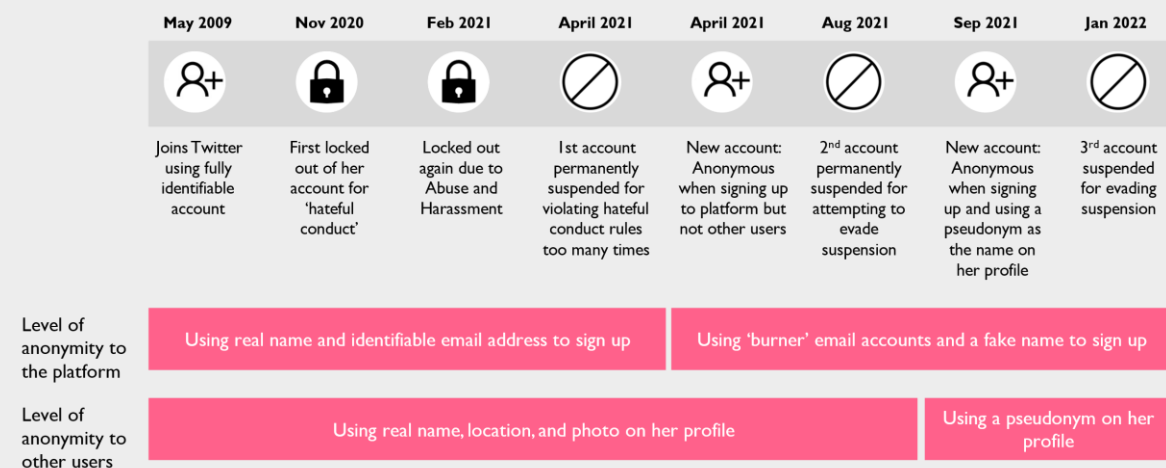 May 2009
Nov 2020
Feb 2021
April 2021
April 2021
Aug 2021
Sep 2021
Jan 2022
Joins Twitter
using fully
identifiable
account
First locked
out of her
account for
‘hateful
conduct’
Locked out
again due to
Abuse and
Harassment
1st account
permanently
suspended for
violating hateful
conduct rules
too many times
New account:
Anonymous
when signing up
to platform but
not other users
2nd account
permanently
suspended for
attempting to
evade
suspension
New account:
Anonymous
when signing
up and using a
pseudonym as
the name on
her profile
3rd account
suspended
for evading
suspension
Level of
anonymity to
the platform
Using real name and identifiable email address to sign up
Using ‘burner’ email accounts and a fake name to sign up
Level of
anonymity to
other users
Using real name, location, and photo on her profile
Using a pseudonym on her
profile